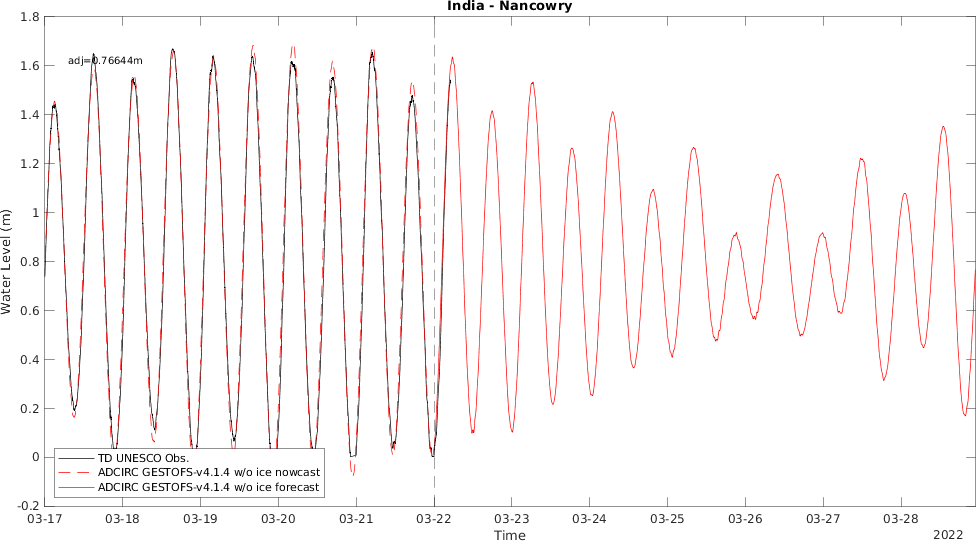 India - Nancowry
adj=0.76644m
1.8
1.6
1.4
1.2
1
0.8
0.6
0.4
0.2
0
-0.2
Water Level (m)
TD UNESCO Obs.
ADCIRC GESTOFS-v4.1.4 w/o ice nowcast
ADCIRC GESTOFS-v4.1.4 w/o ice forecast
03-17 03-18 03-19 03-20 03-21 03-22 03-23 03-24 03-25 03-26 03-27 03-28
Time
2022